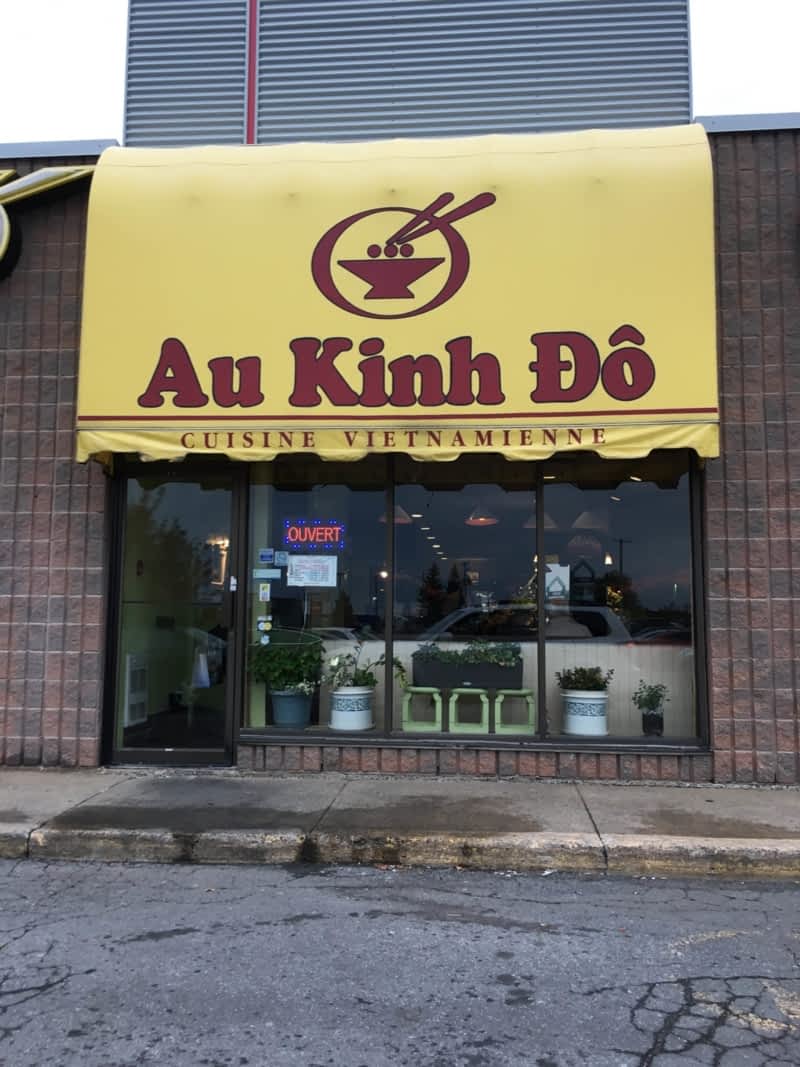 Au Kinh Đô
CUISINE VIETNAMIENNE
OUVERT